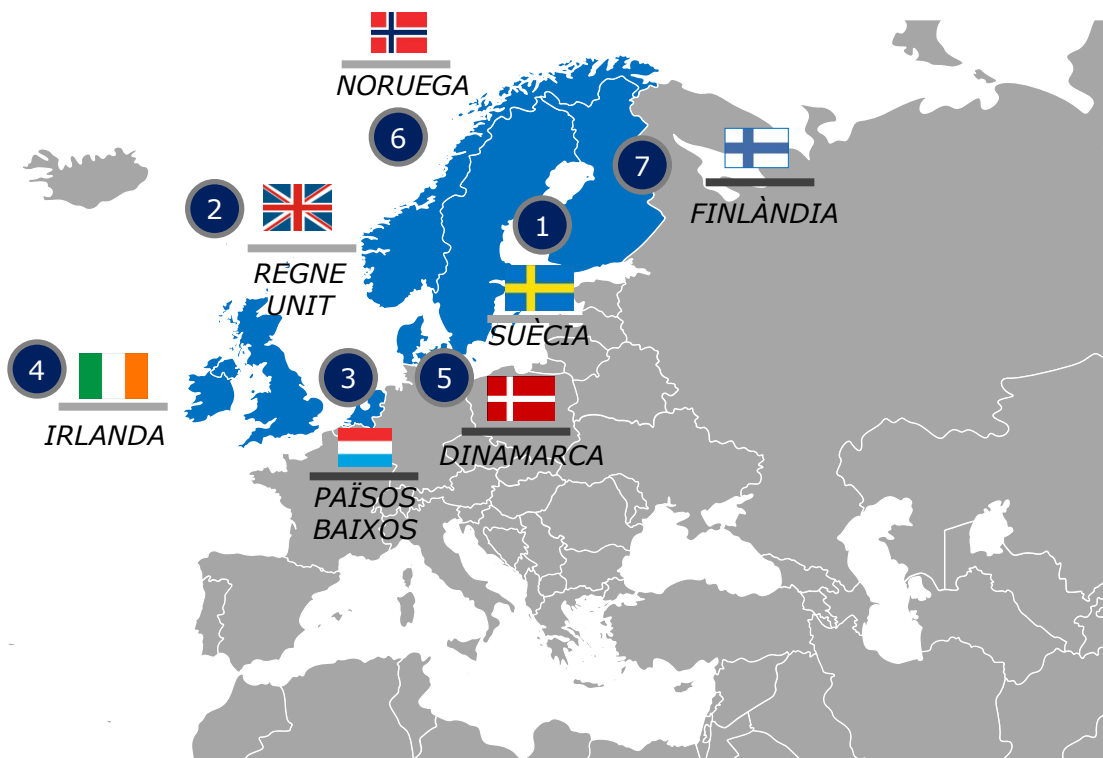 NORUEGA
6
7
FINLÀNDIA
2
REGNE
UNIT
1
SUÈCIA
4
IRLANDA
3
PAÏSOS
BAIXOS
5
DINAMARCA